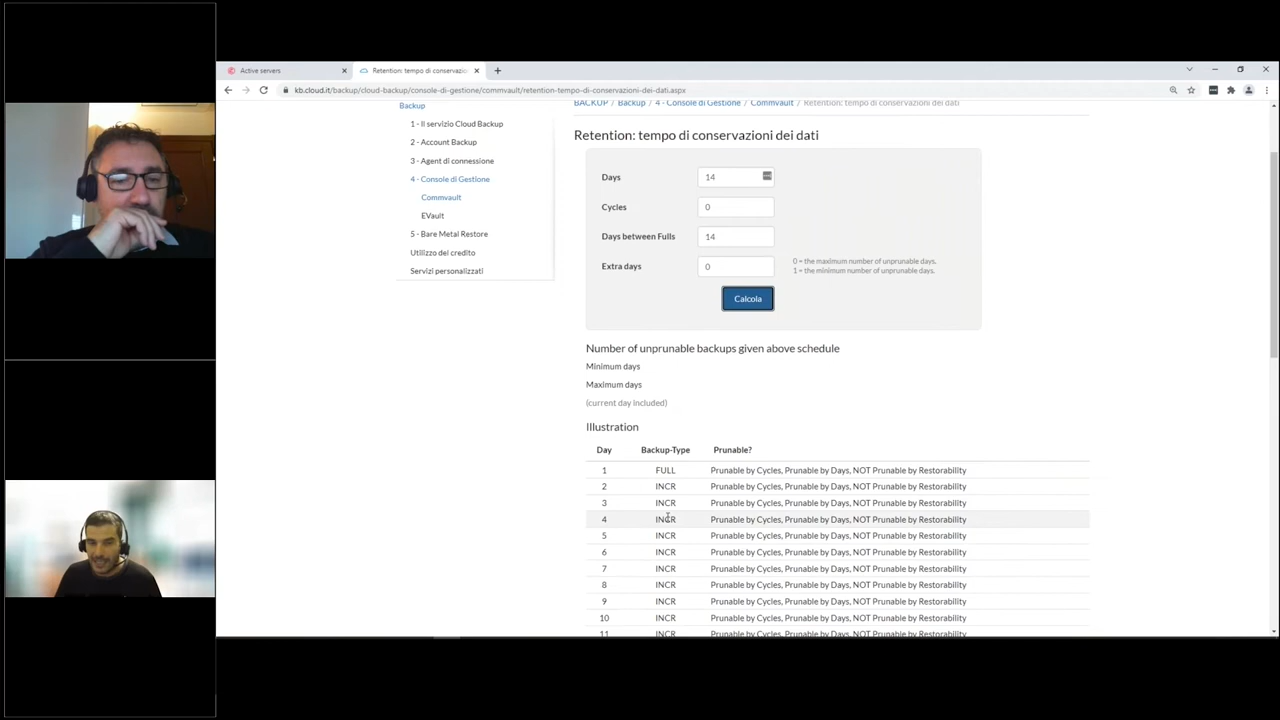 Active servers
Retention: tempo di conservazio
kb.cloud.it/backup/cloud-backup/console-di-gestione/commvault/retention-tempo-di-conservazioni-dei-dati.aspx
Backup
1 - Il servizio Cloud Backup
2 - Account Backup
3 - Agent di connessione
4 - Console di Gestione
Commvault
EVault
5 - Bare Metal Restore
Utilizzo del credito
Servizi personalizzati
BACKUP / Backup / 4 - Console di Gestione / Commvault / Retention: tempo di conservazioni dei dati
Retention: tempo di conservazioni dei dati
Days 14
Cycles 0
Days between Fulls 14
Extra days 0
0 = the maximum number of unprunable days.
1 = the minimum number of unprunable days.
Calcola
Number of unprunable backups given above schedule
Minimum days
Maximum days
(current day included)
Illustration
Day Backup-Type Prunable?
1 FULL Prunable by Cycles, Prunable by Days, NOT Prunable by Restorability
2 INCR Prunable by Cycles, Prunable by Days, NOT Prunable by Restorability
3 INCR Prunable by Cycles, Prunable by Days, NOT Prunable by Restorability
4 INCR Prunable by Cycles, Prunable by Days, NOT Prunable by Restorability
5 INCR Prunable by Cycles, Prunable by Days, NOT Prunable by Restorability
6 INCR Prunable by Cycles, Prunable by Days, NOT Prunable by Restorability
7 INCR Prunable by Cycles, Prunable by Days, NOT Prunable by Restorability
8 INCR Prunable by Cycles, Prunable by Days, NOT Prunable by Restorability
9 INCR Prunable by Cycles, Prunable by Days, NOT Prunable by Restorability
10 INCR Prunable by Cycles, Prunable by Days, NOT Prunable by Restorability
11 INCR Prunable by Cycles, Prunable by Days, NOT Prunable by Restorability